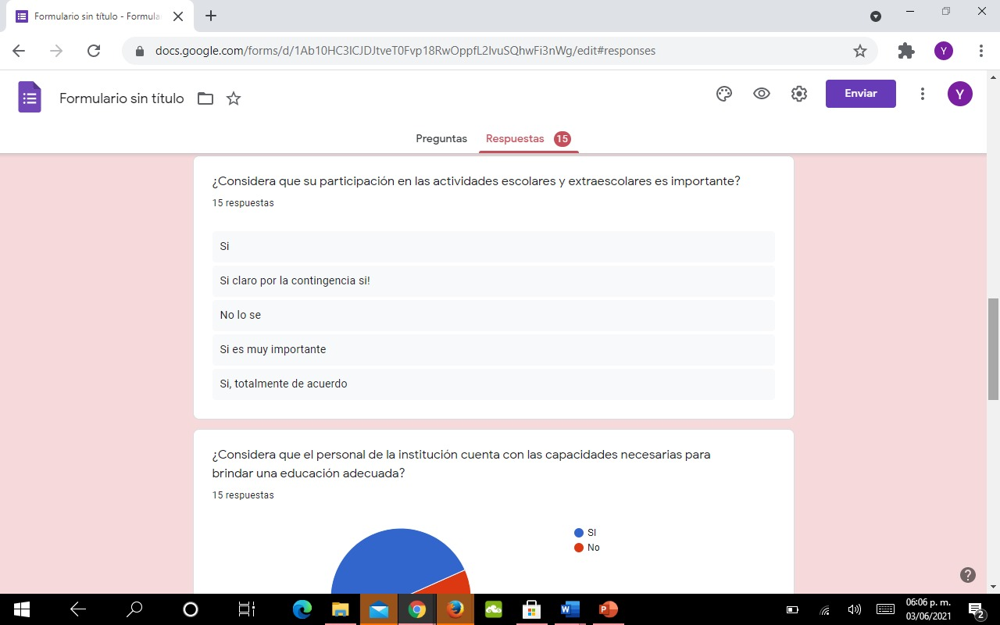 Formulario sin título - Formula
docs.google.com/forms/d/1Ab10HC3ICJDJtveT0Fvp18RwOppfL2IvuSQhwFi3nWg/edit#responses
Y
Formulario sin título
Enviar
Y
Preguntas
Respuestas 15
¿Considera que su participación en las actividades escolares y extraescolares es importante?
15 respuestas
Si
Si claro por la contingencia si!
No lo se
Si es muy importante
Si, totalmente de acuerdo
¿Considera que el personal de la institución cuenta con las capacidades necesarias para
brindar una educación adecuada?
15 respuestas
SI
No
06:06 p. m.
03/06/2021
2